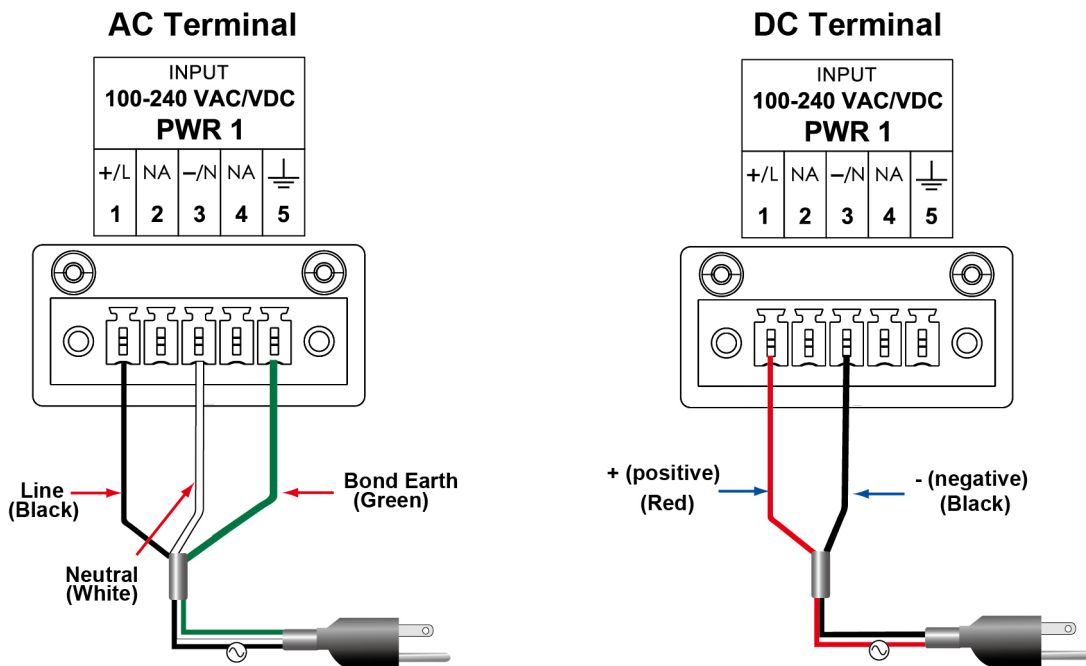 AC Terminal
INPUT
100-240 VAC/VDC
PWR 1
+/L NA −/N NA
1 2 3 4 5
Line
(Black)
Neutral
(White)
Bond Earth
(Green)
DC Terminal
INPUT
100-240 VAC/VDC
PWR 1
+/L NA −/N NA
1 2 3 4 5
+ (positive)
(Red)
- (negative)
(Black)